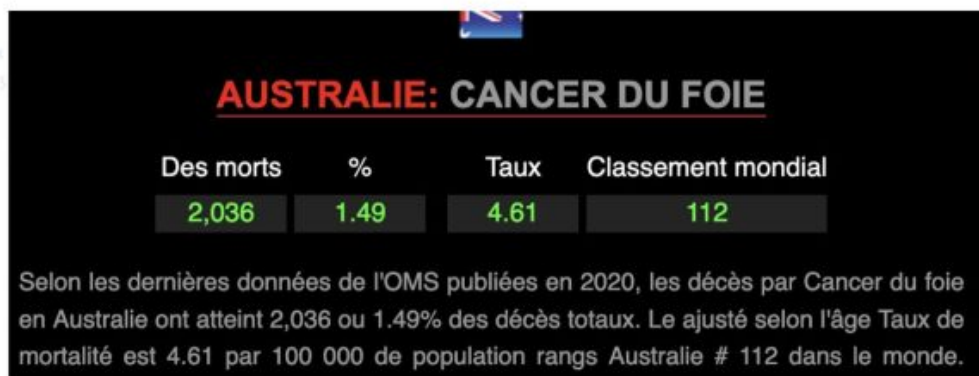 AUSTRALIE: CANCER DU FOIE
Des morts % Taux Classement mondial
2,036 1.49 4.61 112
Selon les dernières données de l'OMS publiées en 2020, les décès par Cancer du foie
en Australie ont atteint 2,036 ou 1.49% des décès totaux. Le ajusté selon l'âge Taux de
mortalité est 4.61 par 100 000 de population rangs Australie # 112 dans le monde.